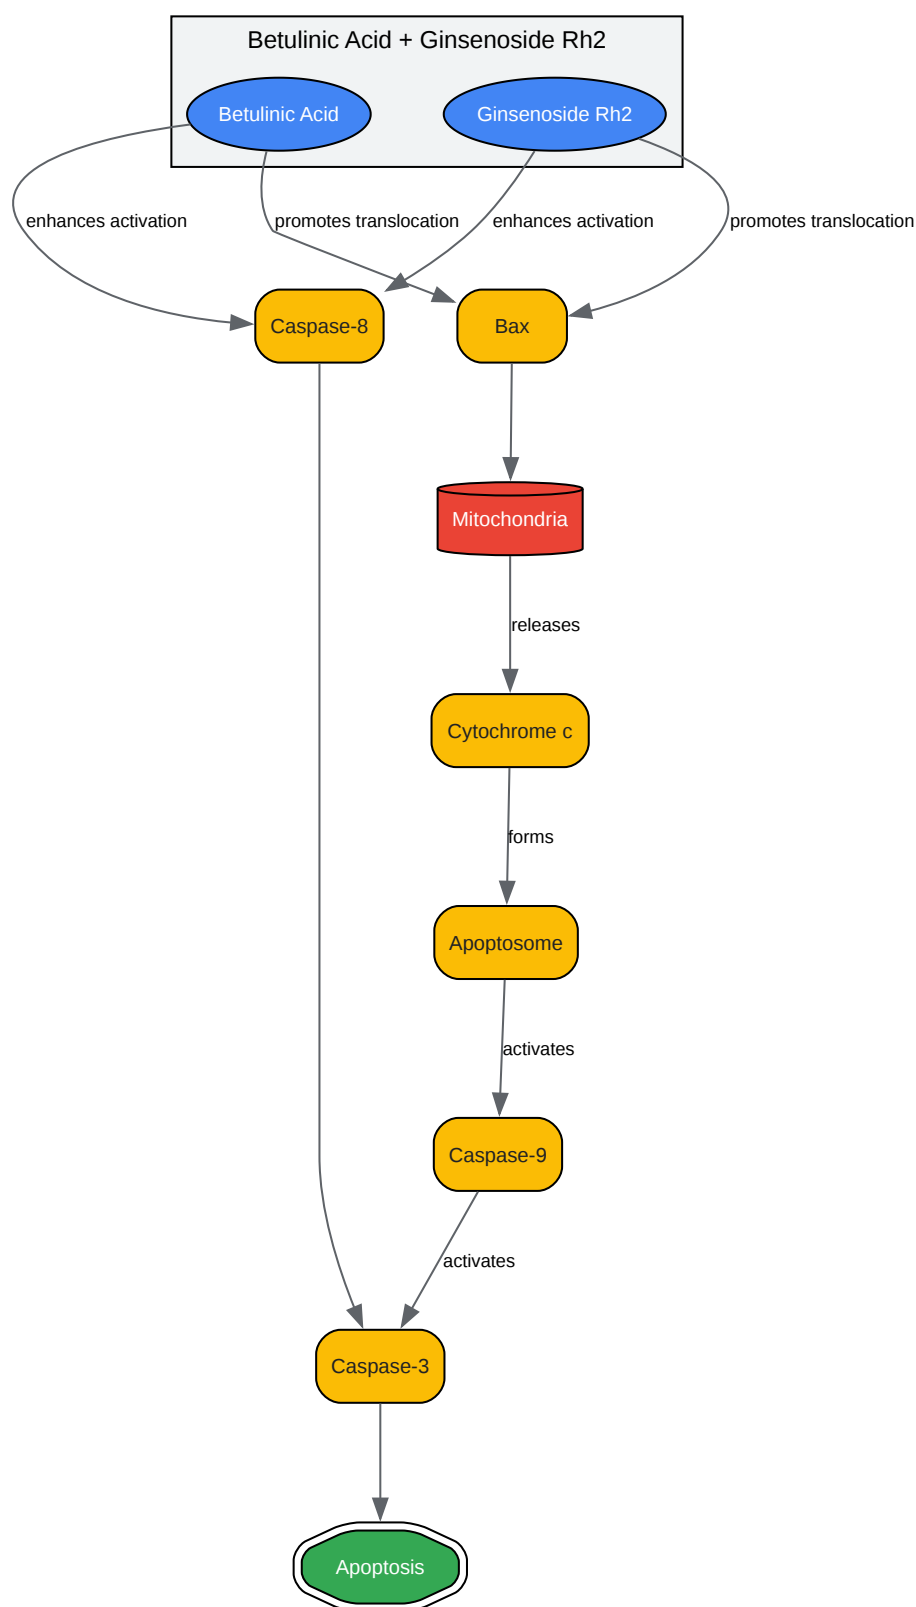 Betulinic Acid + Ginsenoside Rh2
Betulinic Acid
Ginsenoside Rh2
enhances activation
promotes translocation
enhances activation
promotes translocation
Caspase-8
Bax
Mitochondria
releases
Cytochrome c
forms
Apoptosome
activates
Caspase-9
activates
Caspase-3
Apoptosis